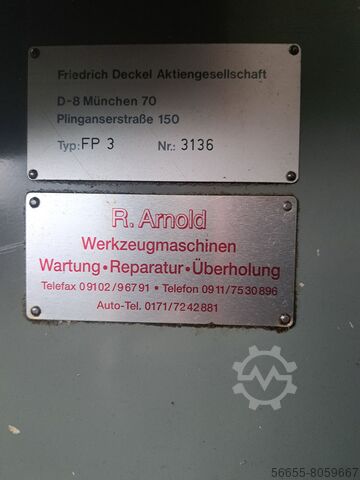 Friedrich Deckel Aktiengesellschaft
D-8 München 70
Plinganserstraße 150
Typ: FP 3 Nr.: 3136
R. Arnold
Werkzeugmaschinen
Wartung•Reparatur•Überholung
Telefax 09102/96791 • Telefon 0911/7530896
Auto-Tel. 0171/7242881
56655-8059667